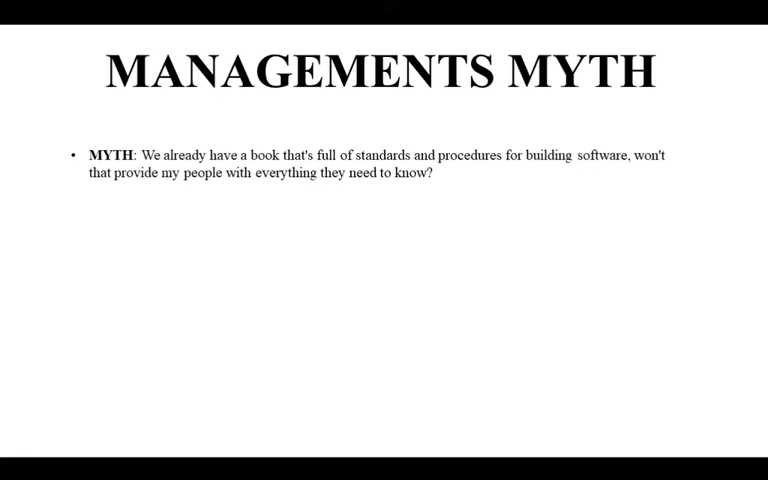 MANAGEMENTS MYTH
• MYTH: We already have a book that's full of standards and procedures for building software, won't
that provide my people with everything they need to know?